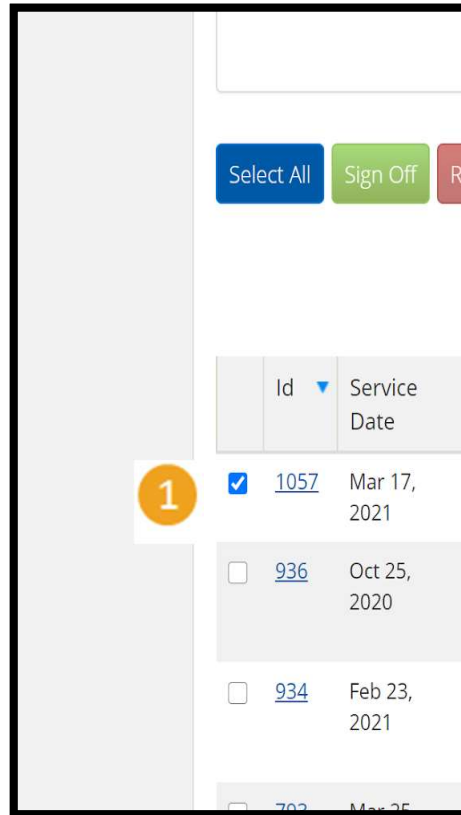 Select All Sign Off R
Id Service
Date
1 1057 Mar 17,
2021
936 Oct 25,
2020
934 Feb 23,
2021